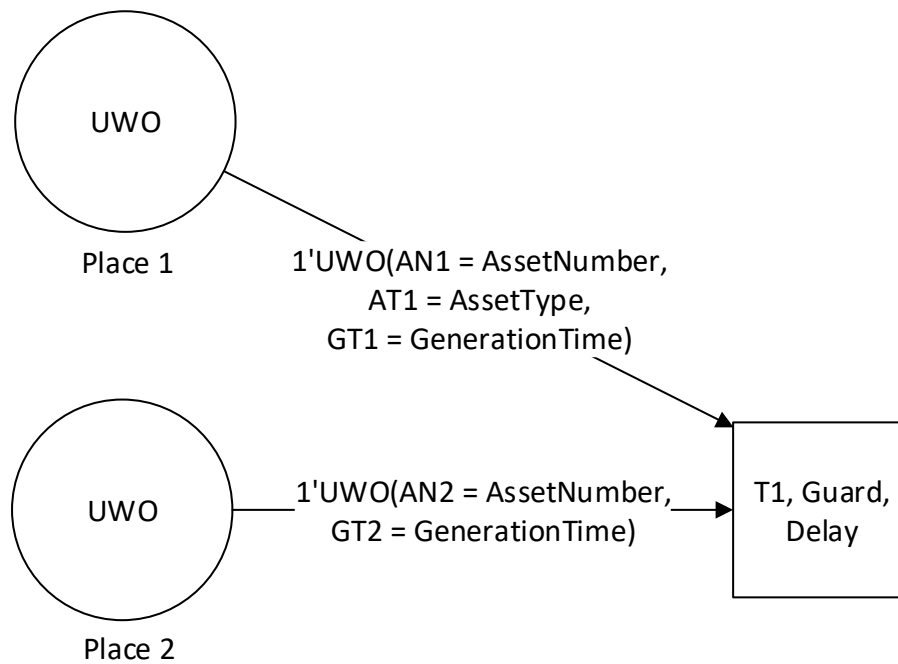 UWO
Place 1
1'UWO(AN1 = AssetNumber,
AT1 = AssetType,
GT1 = GenerationTime)
UWO
Place 2
1'UWO(AN2 = AssetNumber,
GT2 = GenerationTime)
T1, Guard,
Delay